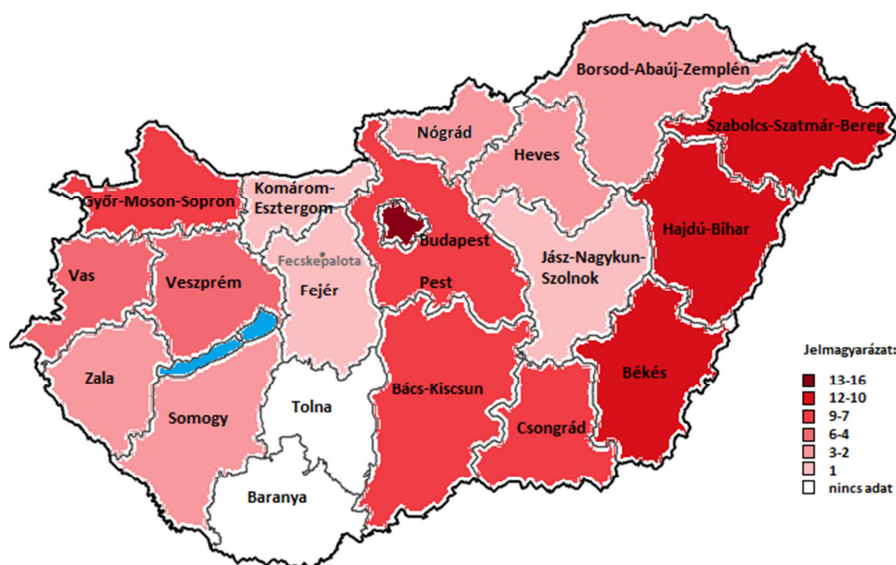 Borsod-Abaúj-Zemplén
Szabolcs-Szatmár-Bereg
Nógrád
Heves
Győr-Moson-Sopron
Komárom-
Esztergom
Hajdú-Bihar
Budapest
Fecskepalota
Vas
Veszprém
Fejér
Pest
Jász-Nagykun-
Szolnok
Zala
Somogy
Tolna
Bács-Kiscsun
Békés
Csongrád
Baranya
Jelmagyarázat:
13-16
12-10
9-7
6-4
3-2
1
nincs adat